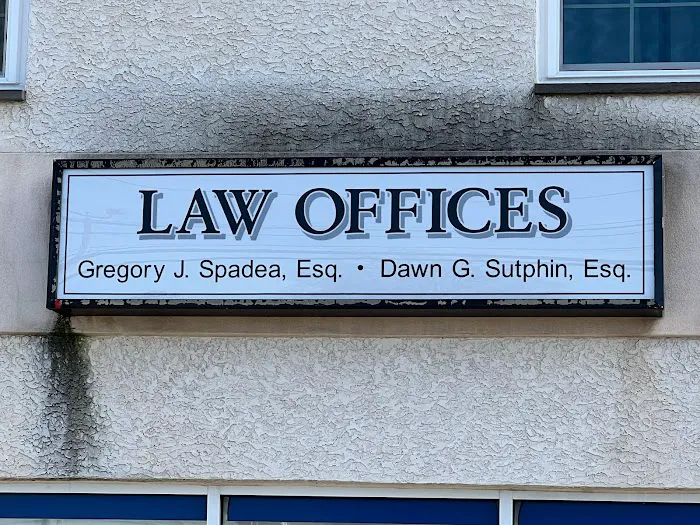 LAW OFFICES
Gregory J. Spadea, Esq. • Dawn G. Sutphin, Esq.